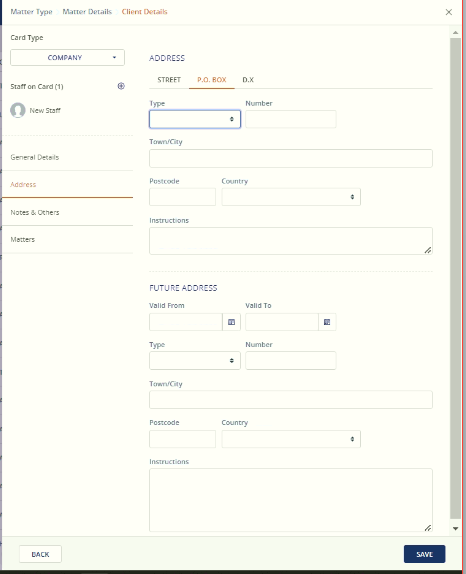 Matter Type Matter Details Client Details
Card Type
COMPANY
Staff on Card (1)
New Staff
General Details
Address
Notes & Others
Matters
ADDRESS
STREET P.O. BOX D.X
Type Number
Town/City
Postcode Country
Instructions
FUTURE ADDRESS
Valid From Valid To
Type Number
Town/City
Postcode Country
Instructions
BACK SAVE